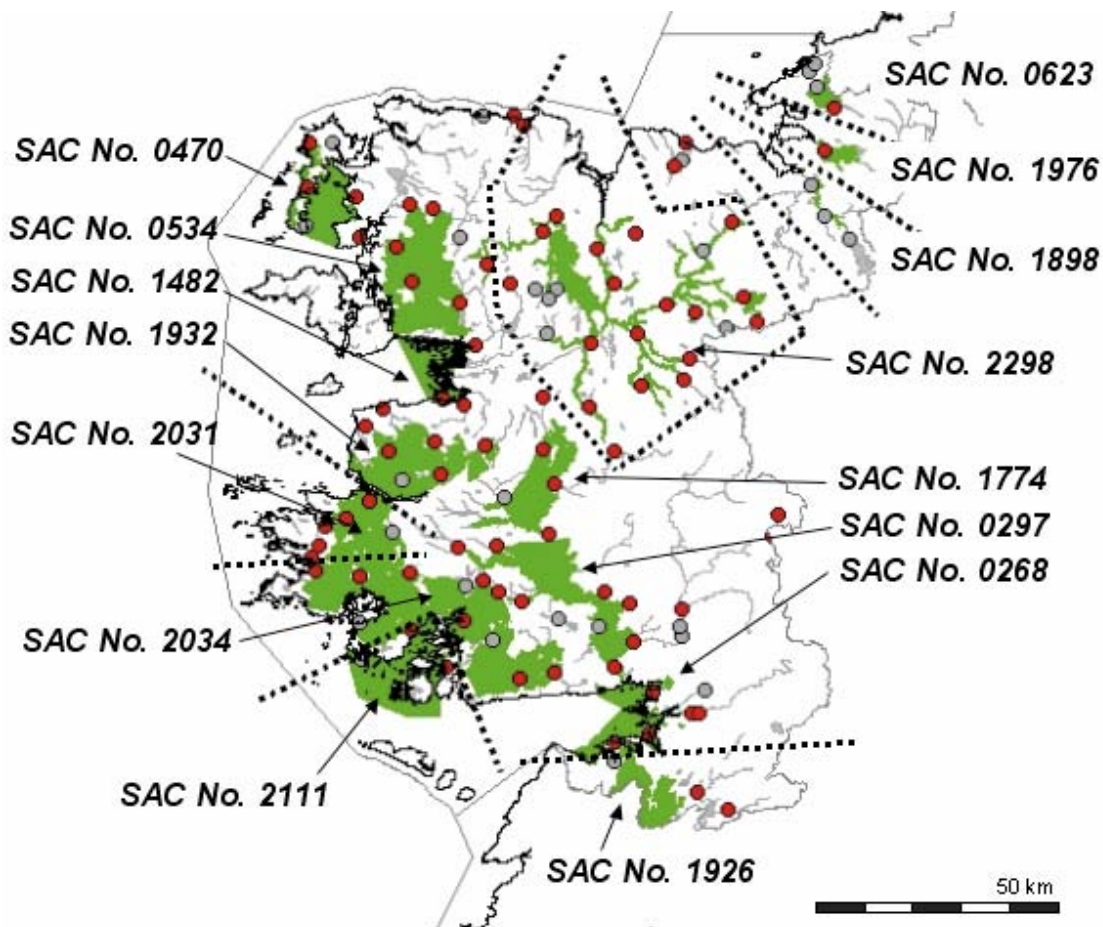 SAC No. 0623
SAC No. 0470
SAC No. 1976
SAC No. 0534
SAC No. 1898
SAC No. 1482
SAC No. 1932
SAC No. 2298
SAC No. 2031
SAC No. 1774
SAC No. 0297
SAC No. 0268
SAC No. 2034
SAC No. 2111
SAC No. 1926
50 km